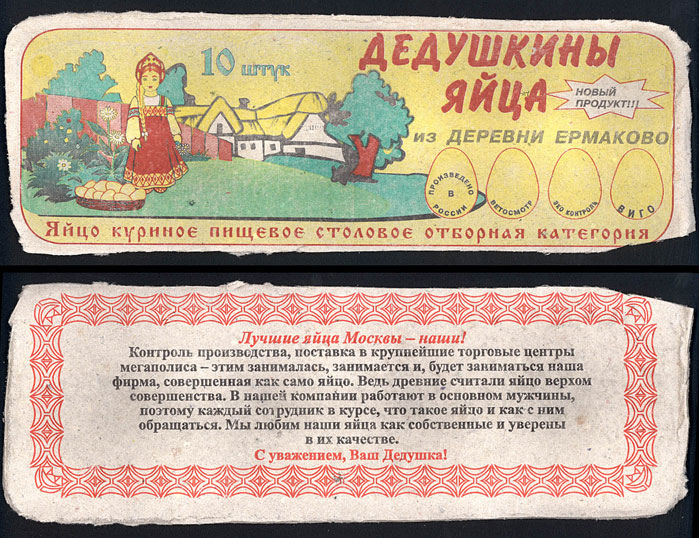 10 штук
ДЕДУШКИНЫ
ЯЙЦА
НОВЫЙ
ПРОДУКТ!!!
из ДЕРЕВНИ ЕРМАКОВО
ПРОИЗВЕДЕНО
В
РОССИИ
ВЕТОСМОТР
ЭКО КОНТРОЛЬ
ВИГО
Яйцо куриное пищевое столовое отборная категория
Лучшие яйца Москвы – наши!
Контроль производства, поставка в крупнейшие торговые центры
мегаполиса – этим занималась, занимается и, будет заниматься наша
фирма, совершенная как само яйцо. Ведь древние считали яйцо верхом
совершенства. В нашей компании работают в основном мужчины,
поэтому каждый сотрудник в курсе, что такое яйцо и как с ним
обращаться. Мы любим наши яйца как собственные и уверены
в их качестве.
С уважением, Ваш Дедушка!